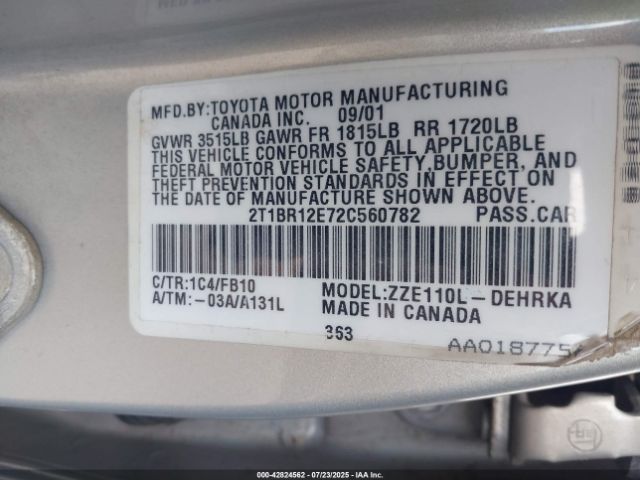 MFD.BY:TOYOTA MOTOR MANUFACTURING
CANADA INC. 09/01
GVWR 3515LB GAWR FR 1815LB RR 1720LB
THIS VEHICLE CONFORMS TO ALL APPLICABLE
FEDERAL MOTOR VEHICLE SAFETY,BUMPER, AND
THEFT PREVENTION STANDARDS IN EFFECT ON
THE DATE OF MANUFACTURE SHOWN ABOVE.
2T1BR12E72C560782 PASS.CAR
C/TR:1C4/FB10 MODEL:ZZE110L-DEHRKA
A/TM:-03A/A131L MADE IN CANADA
363
AA018775
000-42824562 | 07/23/2025 | IAA Inc.